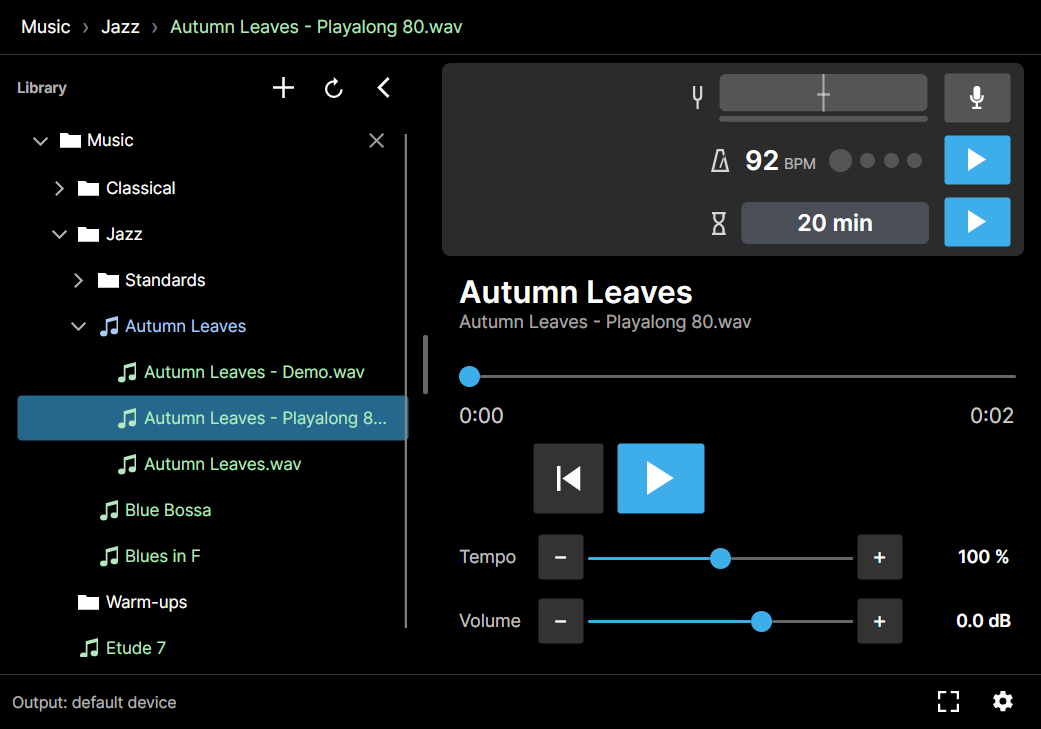 Music › Jazz › Autumn Leaves - Playalong 80.wav
Library
Music
Classical
Jazz
Standards
Autumn Leaves
Autumn Leaves - Demo.wav
Autumn Leaves - Playalong 8...
Autumn Leaves.wav
Blue Bossa
Blues in F
Warm-ups
Etude 7
92 BPM
20 min
Autumn Leaves
Autumn Leaves - Playalong 80.wav
0:00 0:02
Tempo − + 100 %
Volume − + 0.0 dB
Output: default device